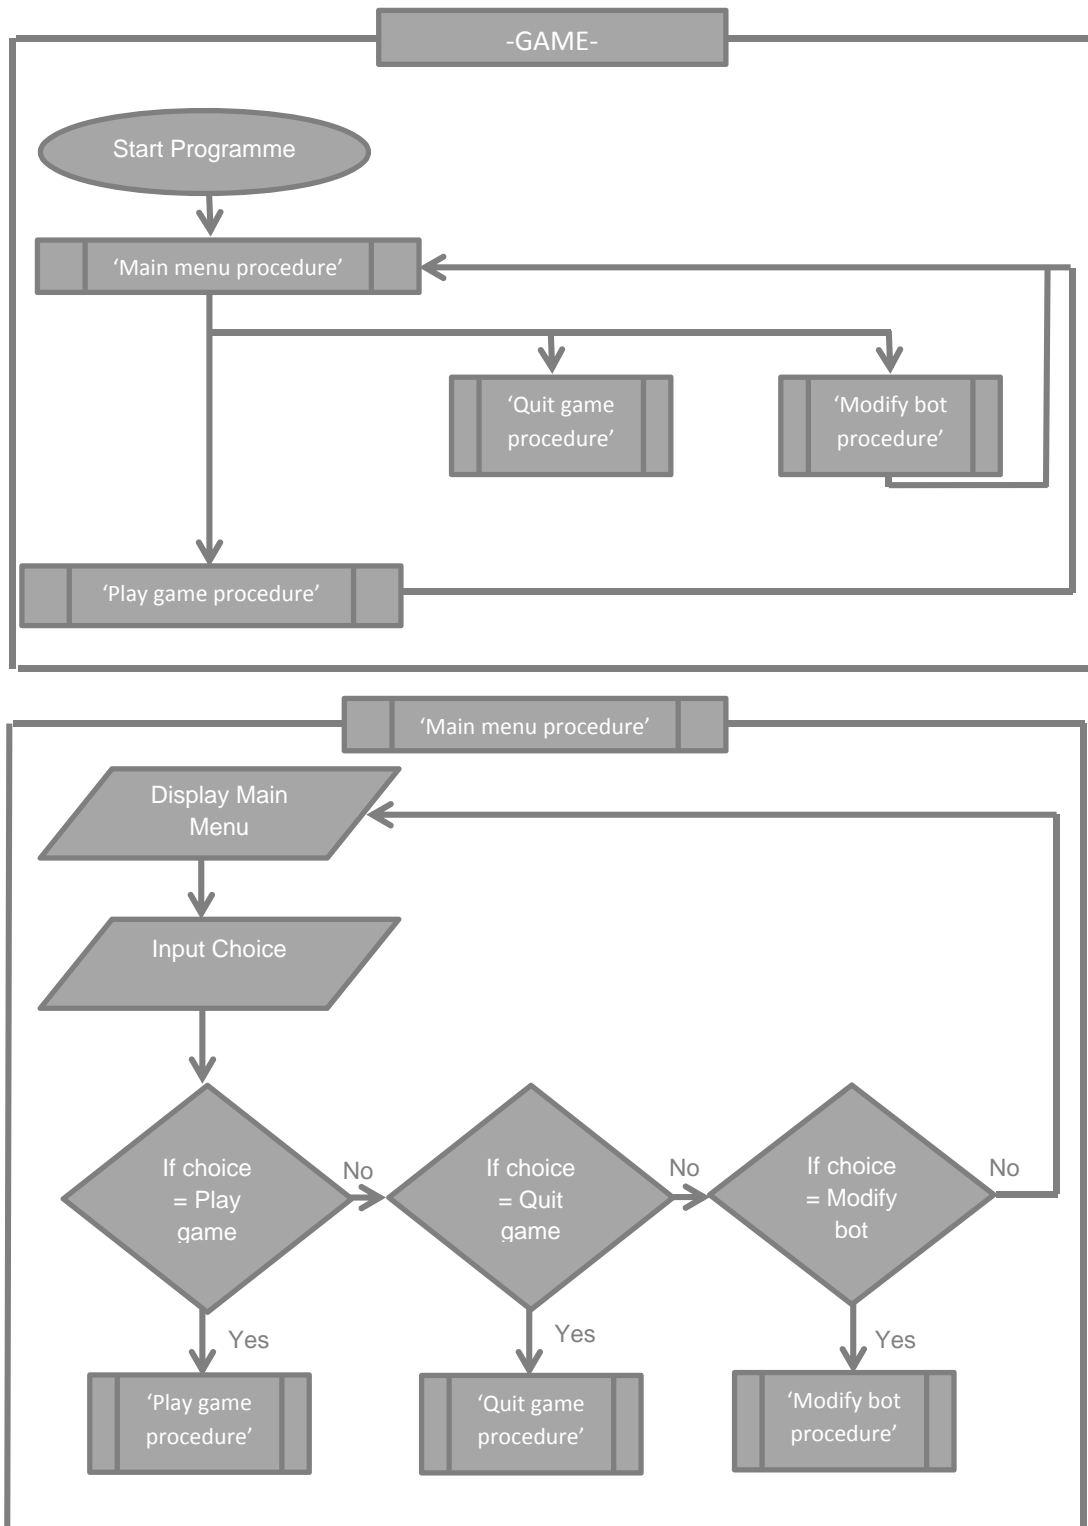 -GAME-
Start Programme
‘Main menu procedure’
‘Quit game
procedure’
‘Modify bot
procedure’
‘Play game procedure’
‘Main menu procedure’
Display Main
Menu
Input Choice
If choice
= Play
game
No
If choice
= Quit
game
No
If choice
= Modify
bot
No
Yes
Yes
Yes
‘Play game
procedure’
‘Quit game
procedure’
‘Modify bot
procedure’